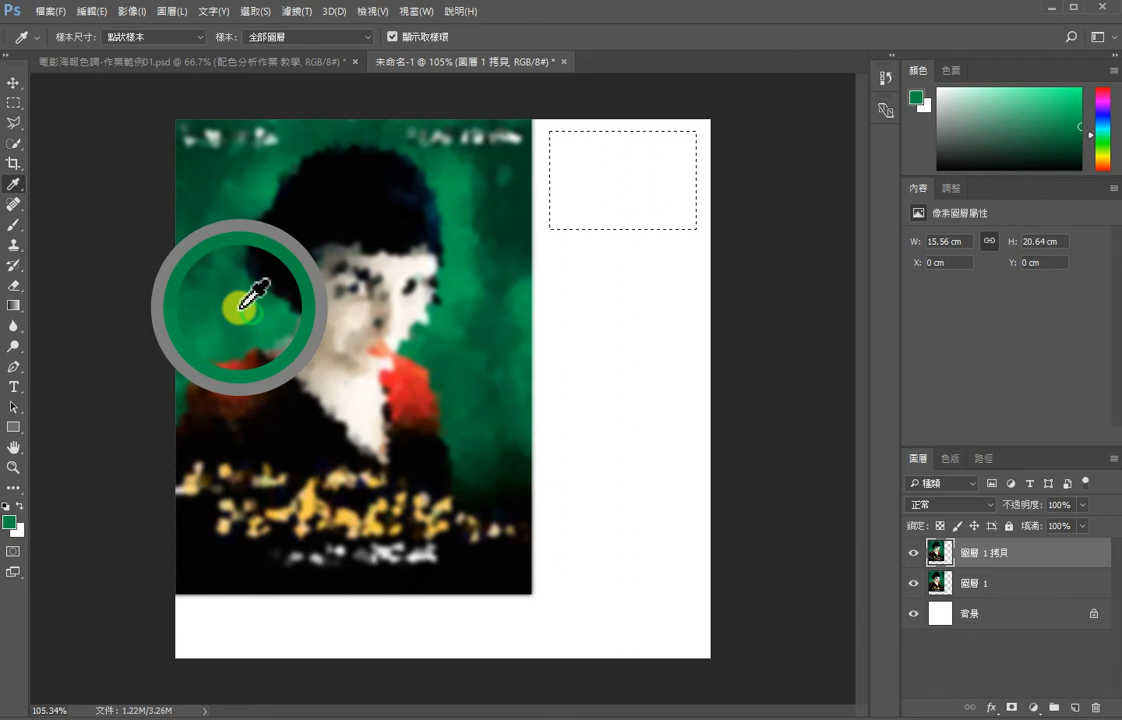 Ps 檔案(F) 編輯(E) 影像(I) 圖層(L) 文字(Y) 選取(S) 濾鏡(T) 3D(D) 檢視(V) 視窗(W) 說明(H)
樣本尺寸: 點狀樣本 樣本: 全部圖層 顯示取樣環
電影海報色調-作業範例01.psd @ 66.7% (配色分析作業 教學, RGB/8#) * × 未命名-1 @ 105% (圖層 1 拷貝, RGB/8#) * ×
顏色 色票
內容 調整
像素圖層屬性
W: 15.56 cm H: 20.64 cm
X: 0 cm Y: 0 cm
圖層 色版 路徑
種類
正常 不透明度: 100%
鎖定: 填滿: 100%
圖層 1 拷貝
圖層 1
背景
fx
105.34% 文件: 1.22M/3.26M